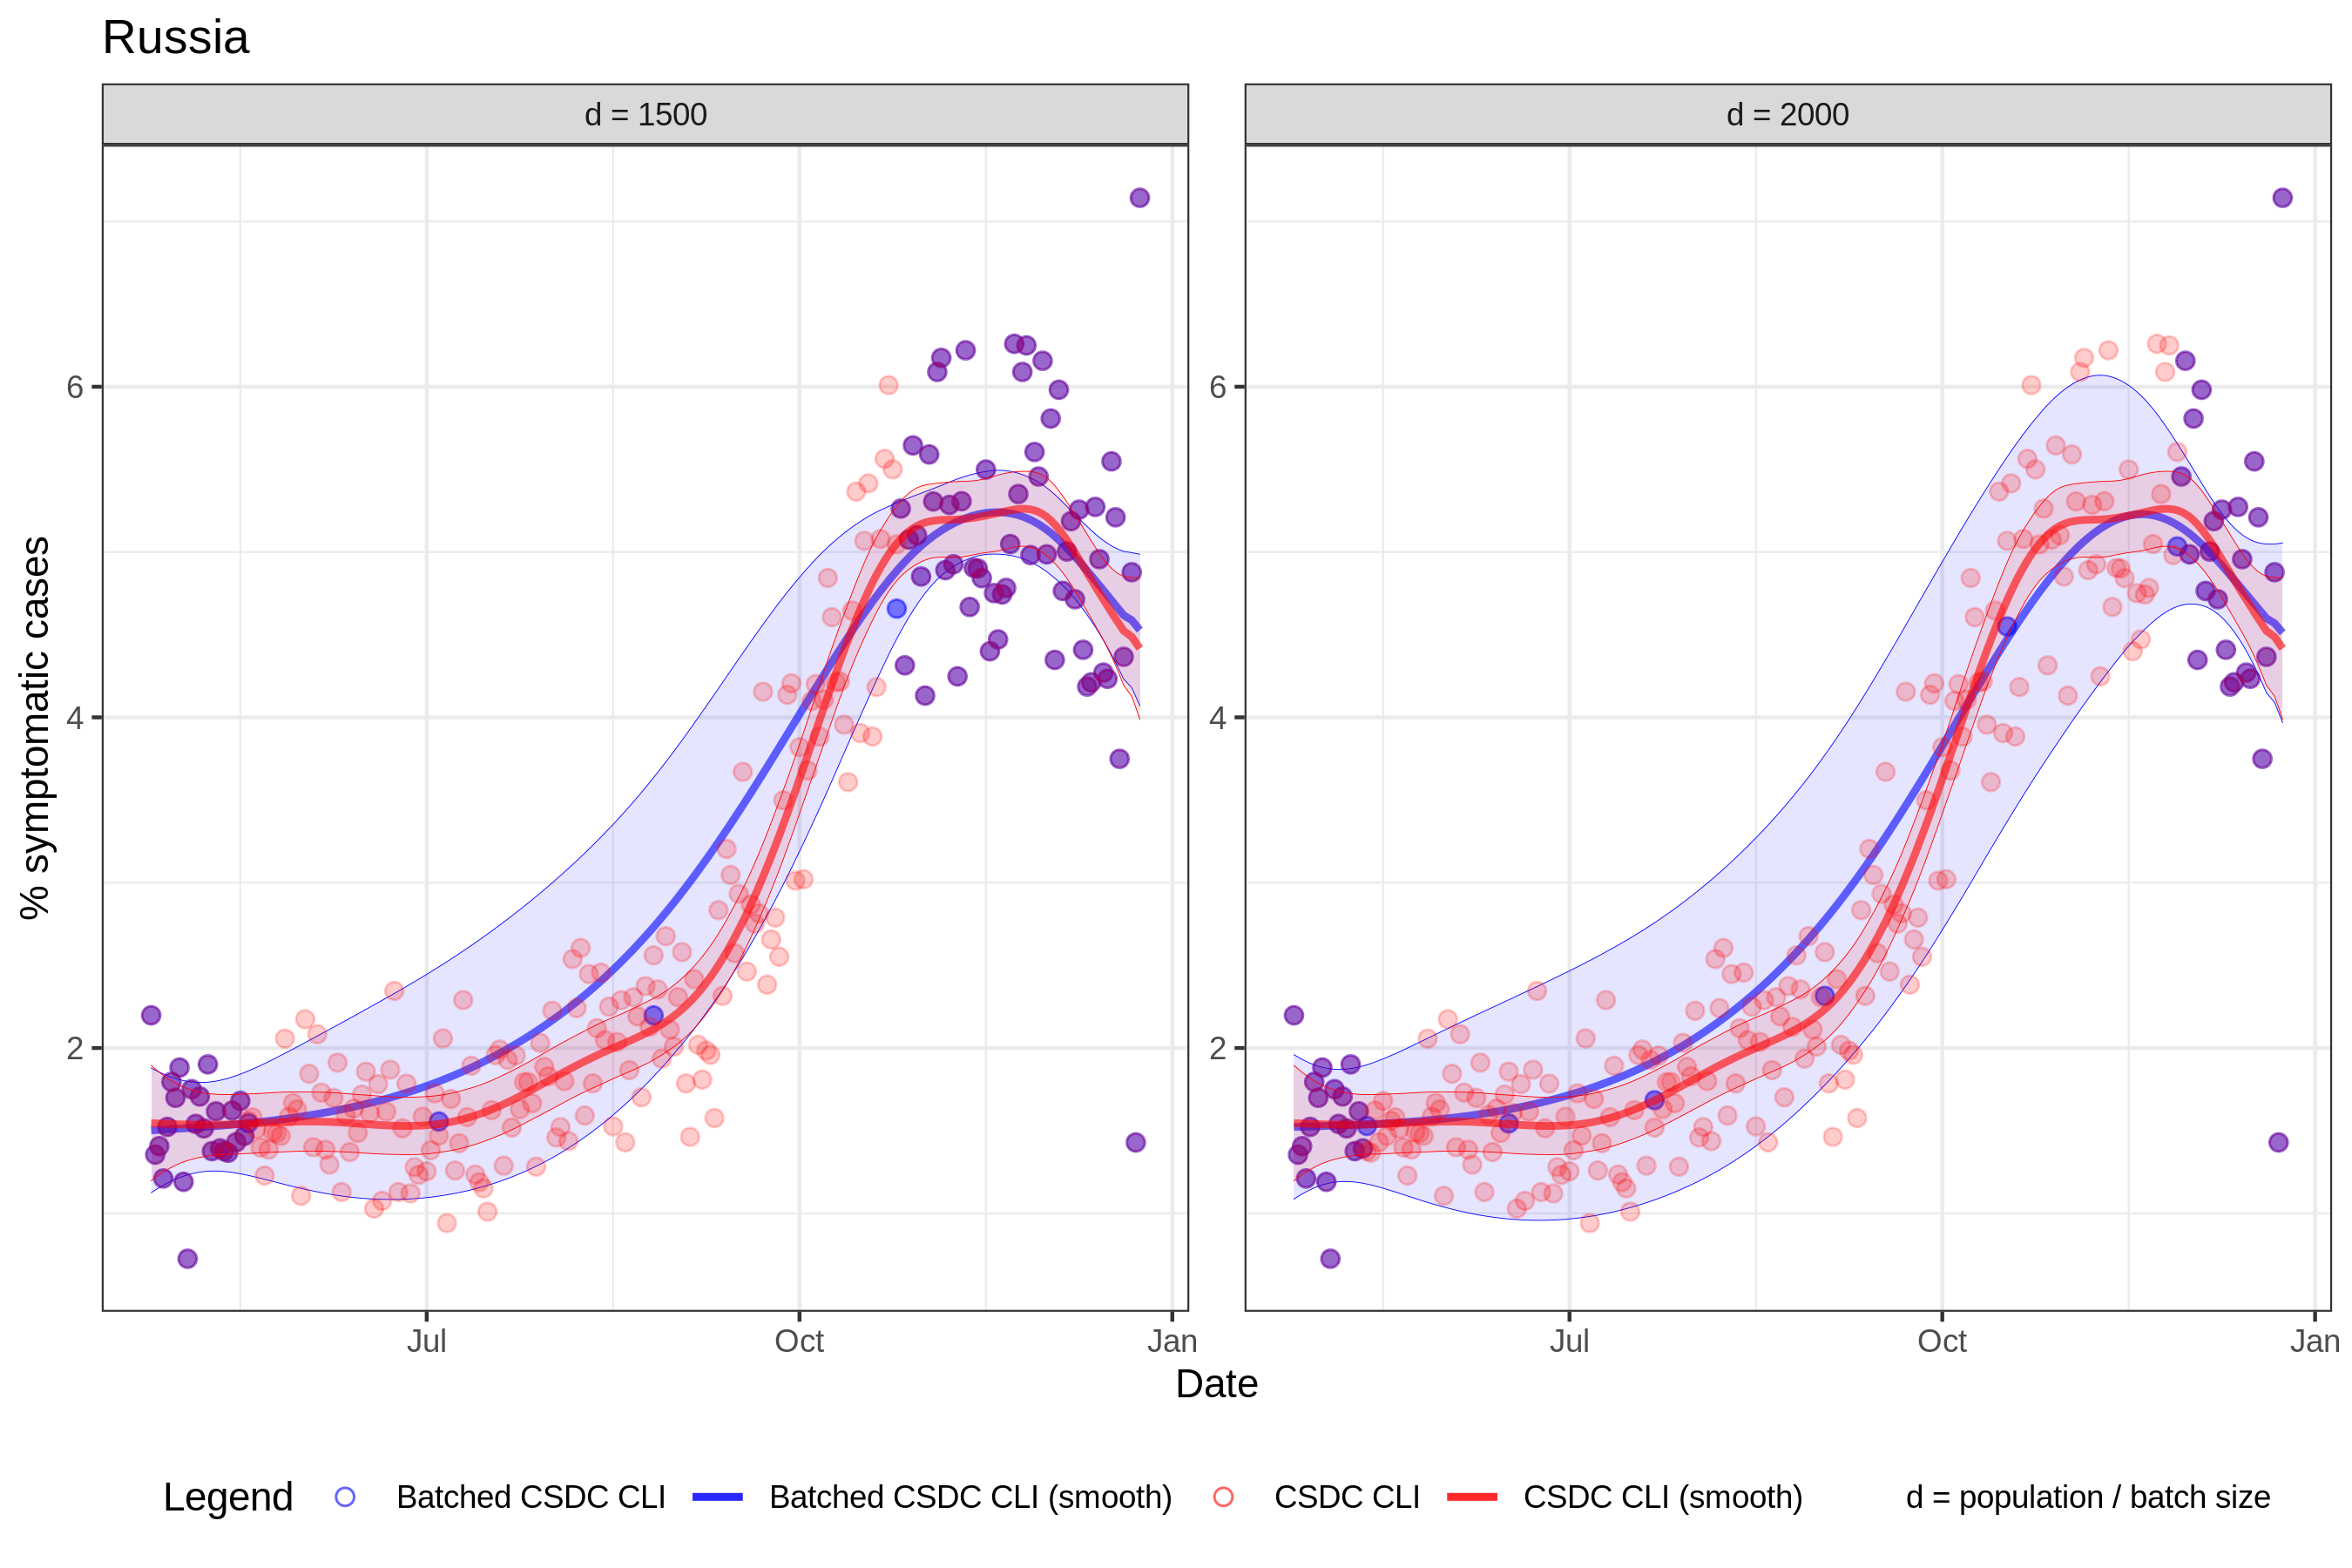 Russia
d = 1500
d = 2000
% symptomatic cases
6
4
2
6
4
2
Jul
Oct
Jan
Jul
Oct
Jan
Date
Legend
Batched CSDC CLI
Batched CSDC CLI (smooth)
CSDC CLI
CSDC CLI (smooth)
d = population / batch size